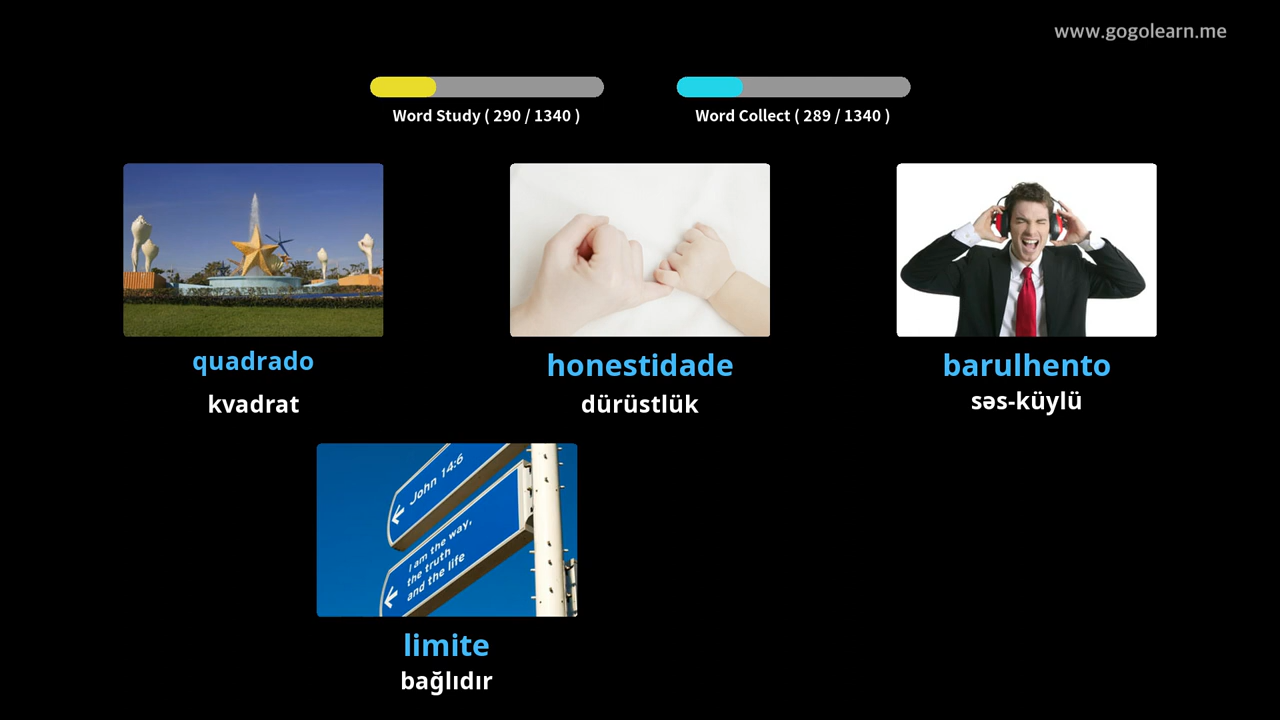 www.gogolearn.me
Word Study ( 290 / 1340 )
Word Collect ( 289 / 1340 )
quadrado
kvadrat
honestidade
dürüstlük
barulhento
səs-küylü
John 14:6
I am the way,
the truth
and the life
limite
bağlıdır